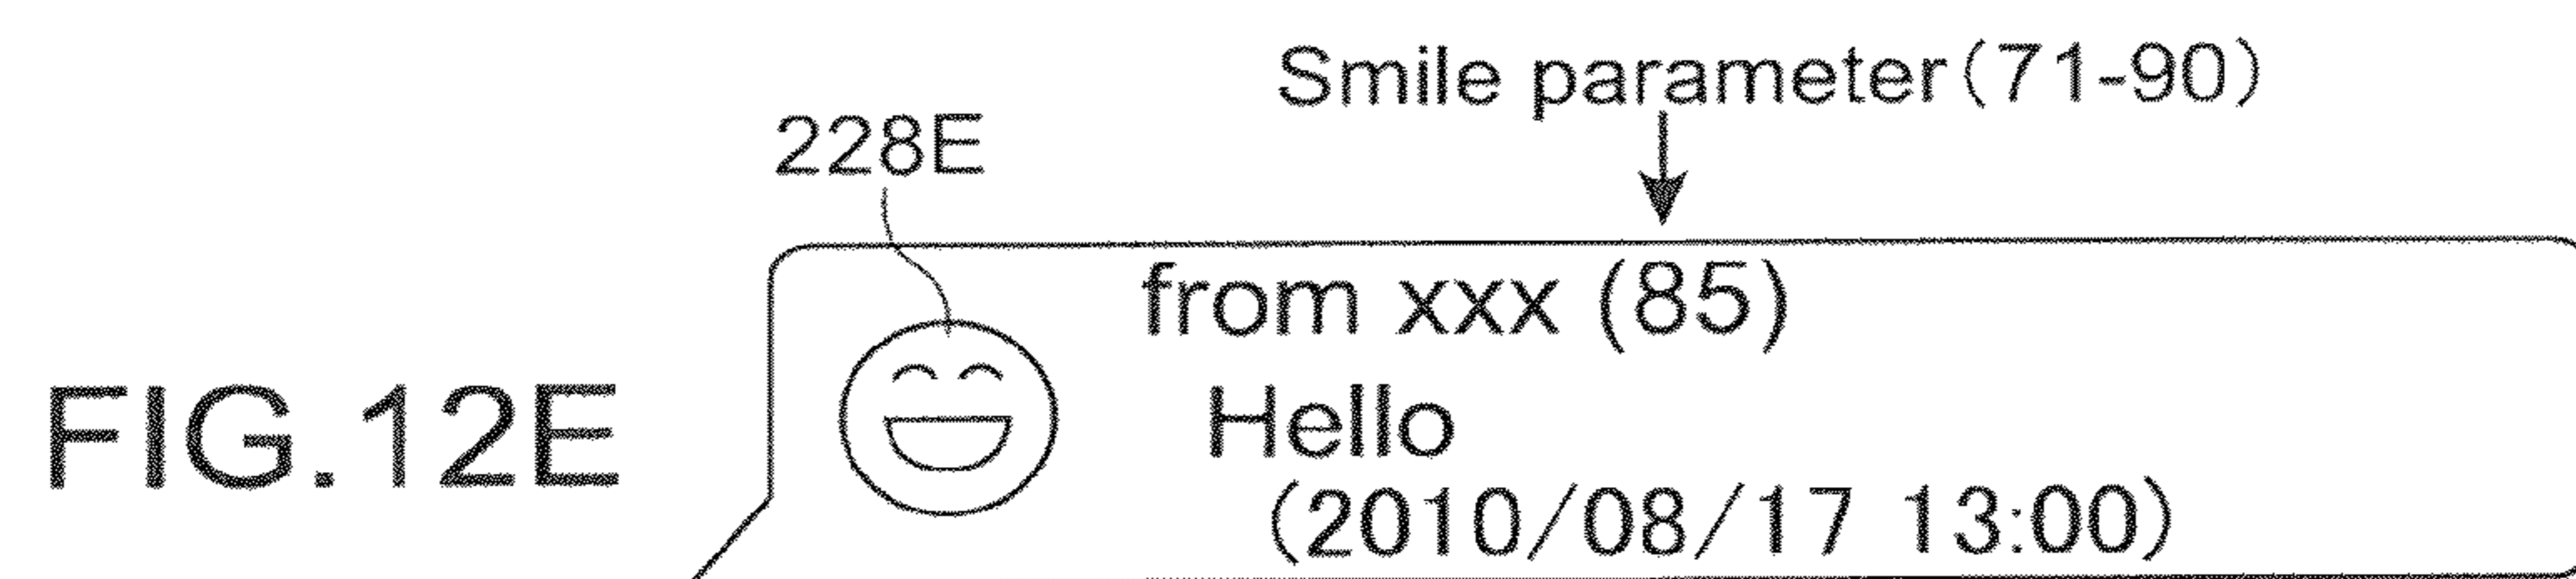 Smile parameter(71-90)
228E
from xxx (85)
FIG.12E
Hello
(2010/08/17 13:00)